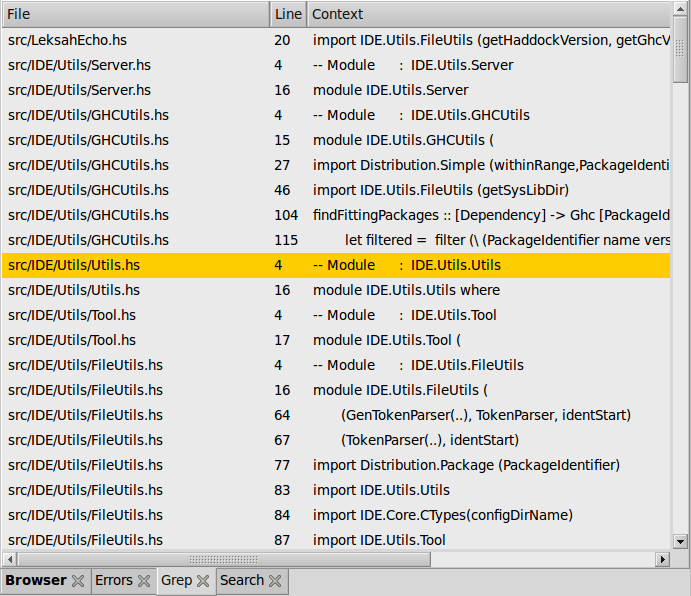 File Line Context
src/LeksahEcho.hs 20 import IDE.Utils.FileUtils (getHaddockVersion, getGhcV
src/IDE/Utils/Server.hs 4 -- Module : IDE.Utils.Server
src/IDE/Utils/Server.hs 16 module IDE.Utils.Server
src/IDE/Utils/GHCUtils.hs 4 -- Module : IDE.Utils.GHCUtils
src/IDE/Utils/GHCUtils.hs 15 module IDE.Utils.GHCUtils (
src/IDE/Utils/GHCUtils.hs 27 import Distribution.Simple (withinRange,PackageIdenti
src/IDE/Utils/GHCUtils.hs 46 import IDE.Utils.FileUtils (getSysLibDir)
src/IDE/Utils/GHCUtils.hs 104 findFittingPackages :: [Dependency] -> Ghc [PackageId
src/IDE/Utils/GHCUtils.hs 115 let filtered = filter (\ (PackageIdentifier name vers
src/IDE/Utils/Utils.hs 4 -- Module : IDE.Utils.Utils
src/IDE/Utils/Utils.hs 16 module IDE.Utils.Utils where
src/IDE/Utils/Tool.hs 4 -- Module : IDE.Utils.Tool
src/IDE/Utils/Tool.hs 17 module IDE.Utils.Tool (
src/IDE/Utils/FileUtils.hs 4 -- Module : IDE.Utils.FileUtils
src/IDE/Utils/FileUtils.hs 16 module IDE.Utils.FileUtils (
src/IDE/Utils/FileUtils.hs 64 (GenTokenParser(..), TokenParser, identStart)
src/IDE/Utils/FileUtils.hs 67 (TokenParser(..), identStart)
src/IDE/Utils/FileUtils.hs 77 import Distribution.Package (PackageIdentifier)
src/IDE/Utils/FileUtils.hs 83 import IDE.Utils.Utils
src/IDE/Utils/FileUtils.hs 84 import IDE.Core.CTypes(configDirName)
src/IDE/Utils/FileUtils.hs 87 import IDE.Utils.Tool
Browser Errors Grep Search